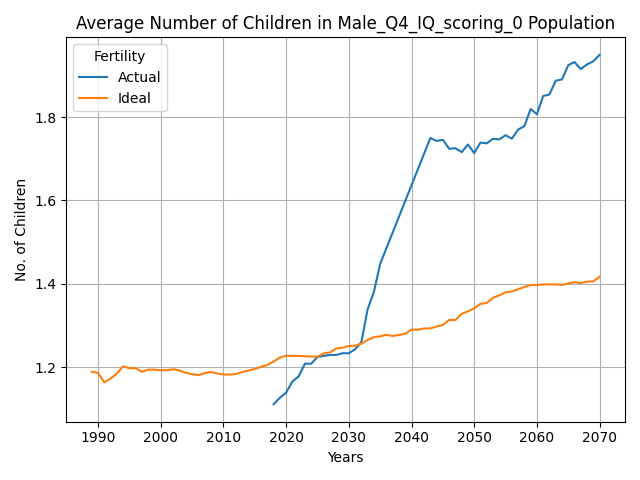 Average Number of Children in Male_Q4_IQ_scoring_0 Population
Fertility
Actual
Ideal
No. of Children
1.8
1.6
1.4
1.2
1990 2000 2010 2020 2030 2040 2050 2060 2070
Years